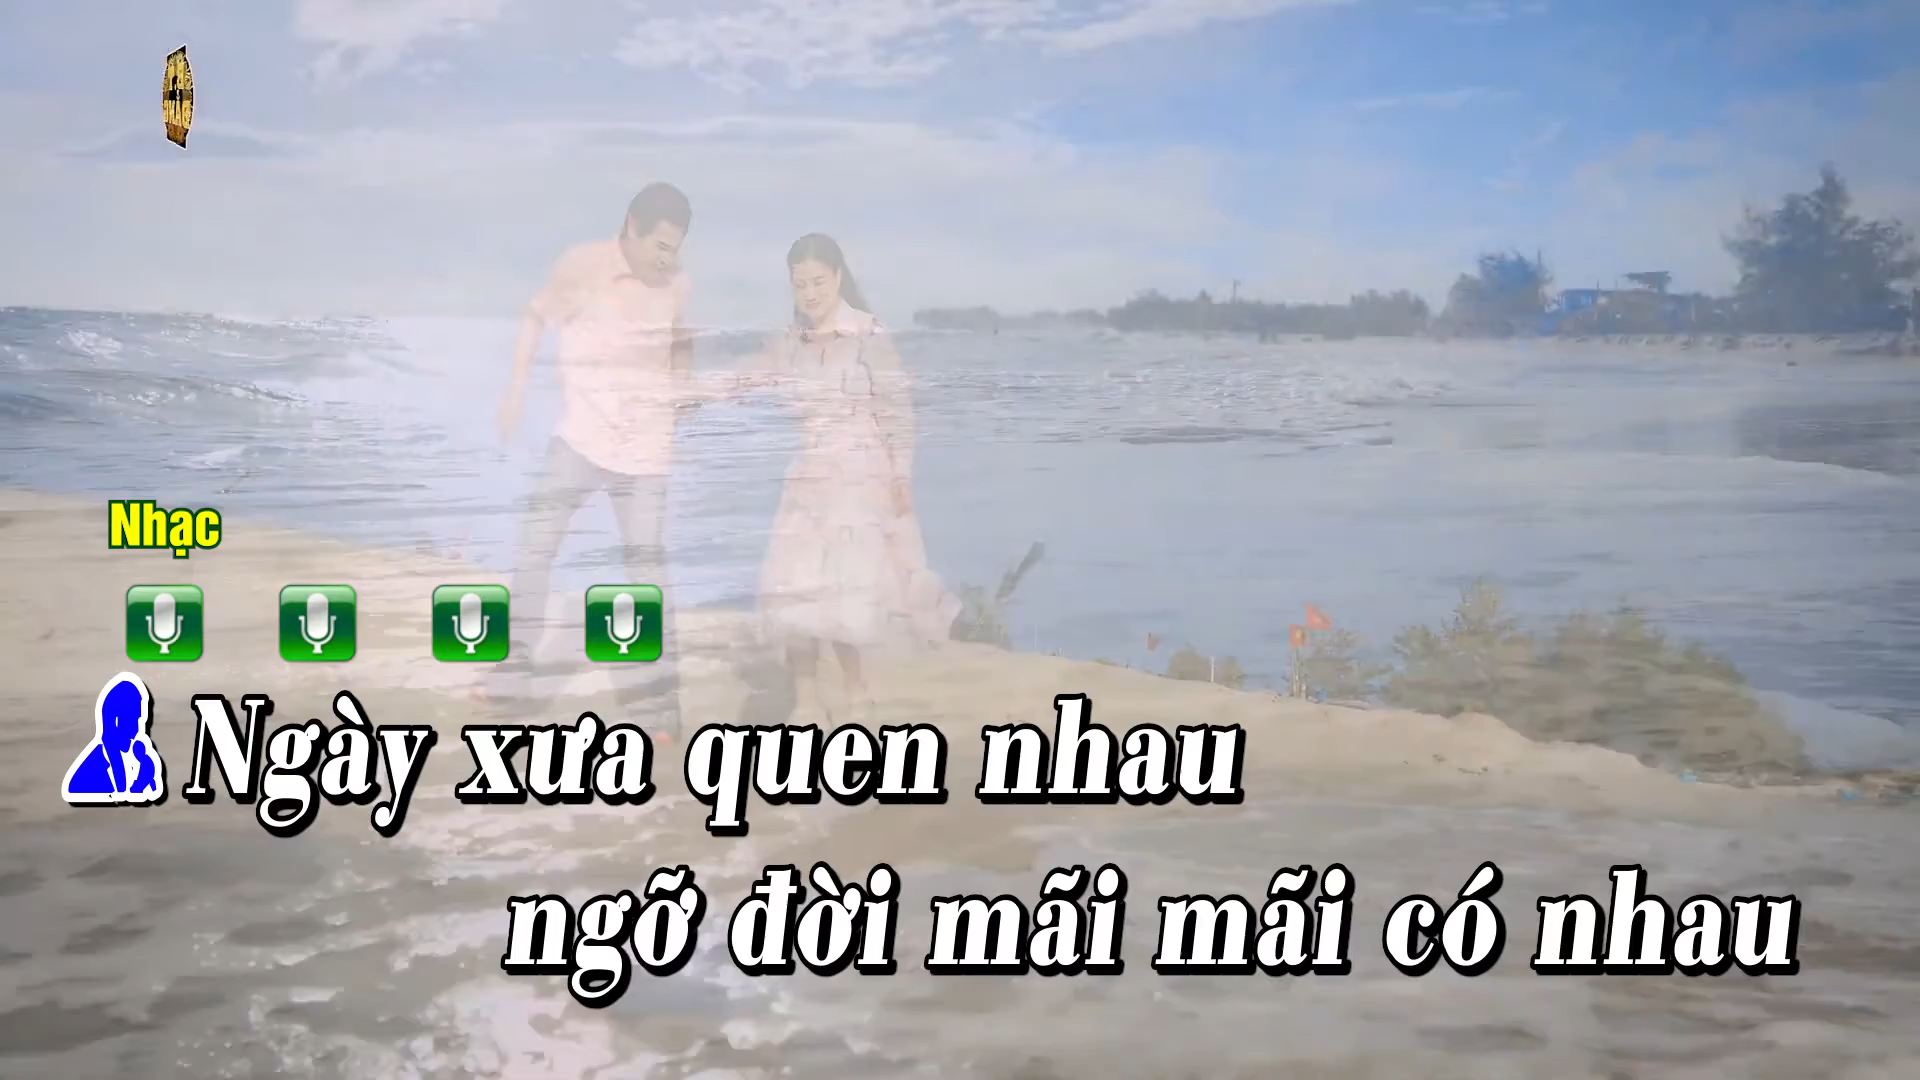 Nhạc
Ngày xưa quen nhau
ngỡ đời mãi mãi có nhau